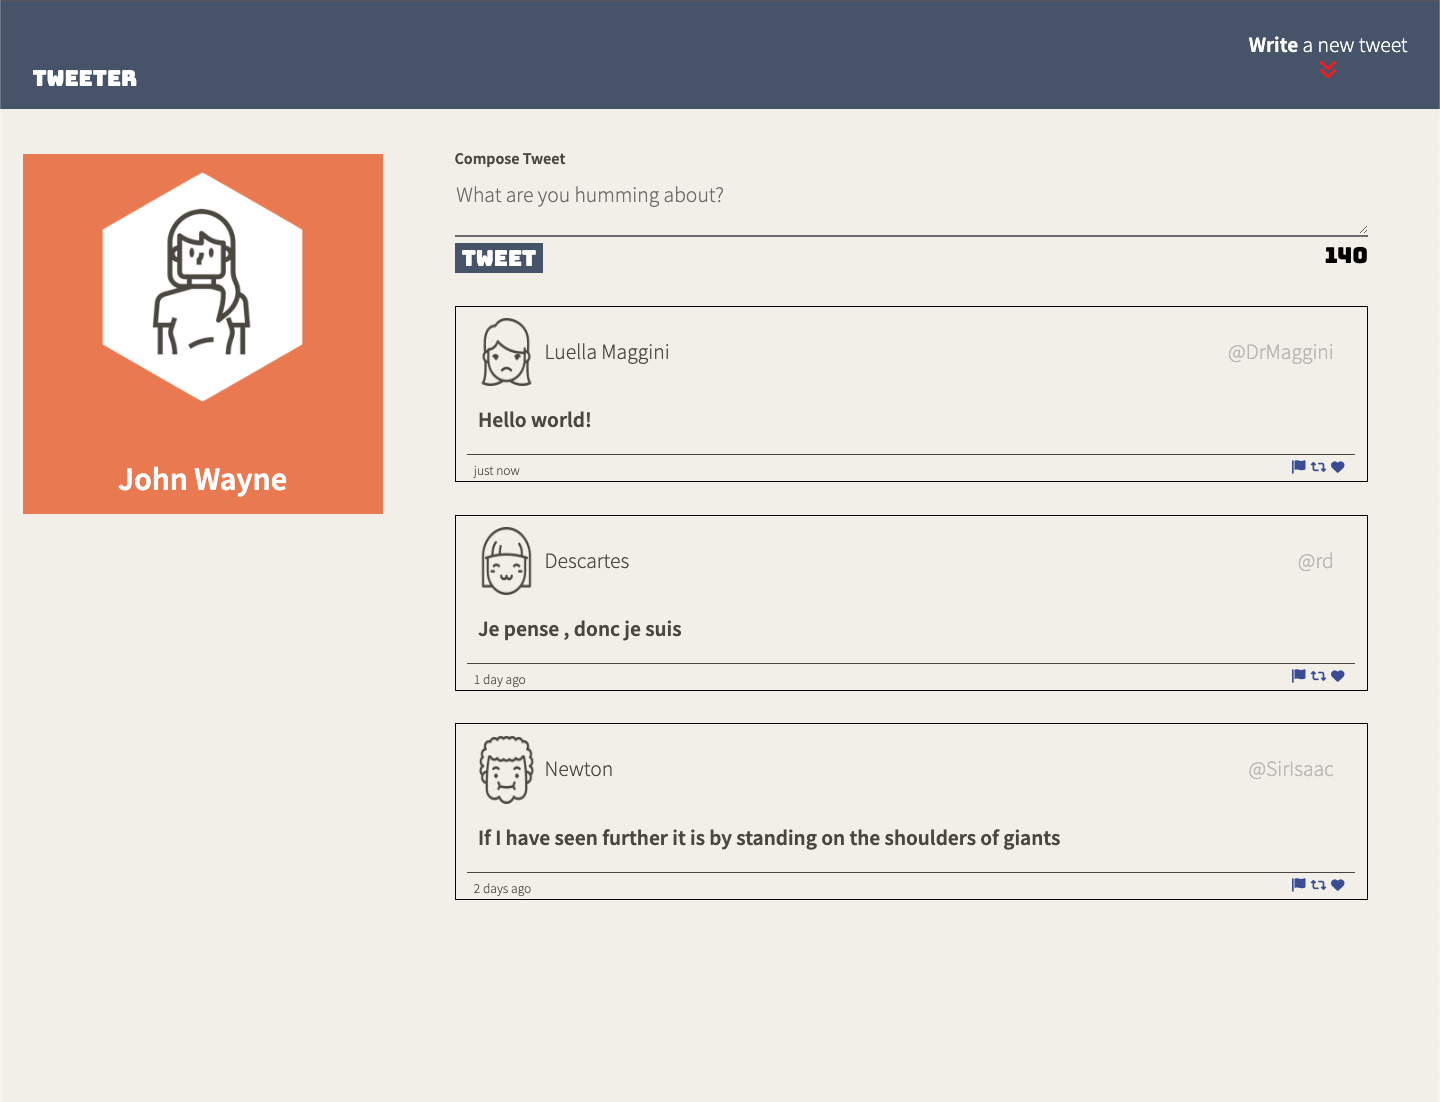 Write a new tweet
TWEETER
John Wayne
Compose Tweet
What are you humming about?
TWEET
140
Luella Maggini
@DrMaggini
Hello world!
just now
Descartes
@rd
Je pense , donc je suis
1 day ago
Newton
@SirIsaac
If I have seen further it is by standing on the shoulders of giants
2 days ago